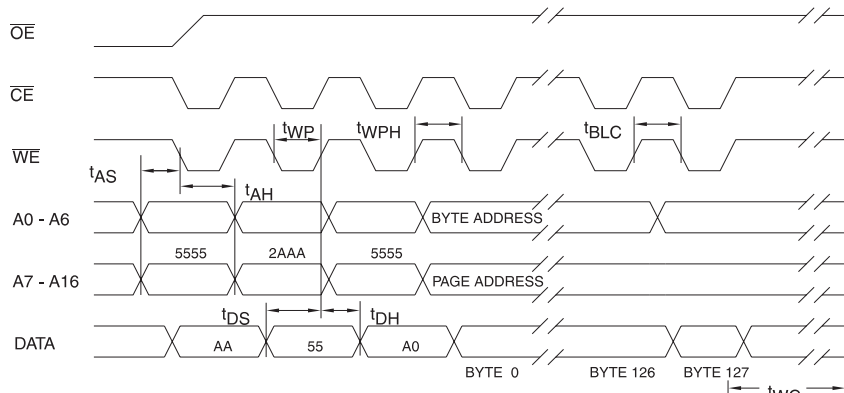 OE
CE
tWP
tWPH
tBLC
WE
tAS
tAH
A0 - A6
BYTE ADDRESS
5555
2AAA
5555
A7 - A16
PAGE ADDRESS
tDS
tDH
DATA
AA
55
A0
BYTE 0
BYTE 126
BYTE 127
tWC